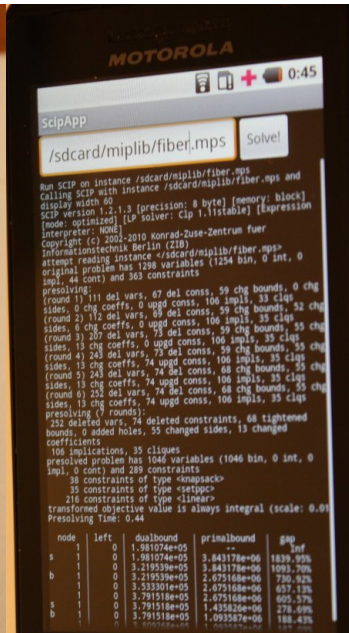 MOTOROLA
0:45
ScipApp
/sdcard/miplib/fiber.mps
Solve!
Run SCIP on instance /sdcard/miplib/fiber.mps
Calling SCIP with instance /sdcard/miplib/fiber.mps and
display width 60
SCIP version 1.2.1.3 [precision: 8 byte] [memory: block]
[mode: optimized] [LP solver: Clp 1.11stable] [Expression
interpreter: NONE]
Copyright (c) 2002-2010 Konrad-Zuse-Zentrum fuer
Informationstechnik Berlin (ZIB)
attempt reading instance </sdcard/miplib/fiber.mps>
original problem has 1298 variables (1254 bin, 0 int, 0
impl, 44 cont) and 363 constraints
presolving:
(round 1) 111 del vars, 67 del conss, 59 chg bounds, 0 chg
sides, 0 chg coeffs, 0 upgd conss, 106 impls, 33 clqs
(round 2) 112 del vars, 69 del conss, 59 chg bounds, 52 chg
sides, 6 chg coeffs, 0 upgd conss, 106 impls, 35 clqs
(round 3) 207 del vars, 73 del conss, 59 chg bounds, 55 chg
sides, 13 chg coeffs, 0 upgd conss, 106 impls, 35 clqs
(round 4) 243 del vars, 73 del conss, 59 chg bounds, 55 chg
sides, 13 chg coeffs, 74 upgd conss, 106 impls, 35 clqs
(round 5) 243 del vars, 74 del conss, 68 chg bounds, 55 chg
sides, 13 chg coeffs, 74 upgd conss, 106 impls, 35 clqs
(round 6) 252 del vars, 74 del conss, 68 chg bounds, 55 chg
sides, 13 chg coeffs, 74 upgd conss, 106 impls, 35 clqs
presolving (7 rounds):
252 deleted vars, 74 deleted constraints, 68 tightened
bounds, 0 added holes, 55 changed sides, 13 changed
coefficients
106 implications, 35 cliques
presolved problem has 1046 variables (1046 bin, 0 int, 0
impl, 0 cont) and 289 constraints
38 constraints of type <knapsack>
35 constraints of type <setppc>
216 constraints of type <linear>
transformed objective value is always integral (scale: 0.01
Presolving Time: 0.44
node | left | dualbound | primalbound | gap
1 | 0 | 1.981074e+05 | -- | Inf
s 1 | 0 | 1.981074e+05 | 3.843178e+06 | 1839.95%
1 | 0 | 3.219539e+05 | 3.843178e+06 | 1093.70%
b 1 | 0 | 3.219539e+05 | 2.675168e+06 | 730.92%
1 | 0 | 3.533301e+05 | 2.675168e+06 | 657.13%
1 | 0 | 3.791518e+05 | 2.675168e+06 | 605.57%
s 1 | 0 | 3.791518e+05 | 1.435826e+06 | 278.69%
b 1 | 0 | 3.791518e+05 | 1.093587e+06 | 188.43%